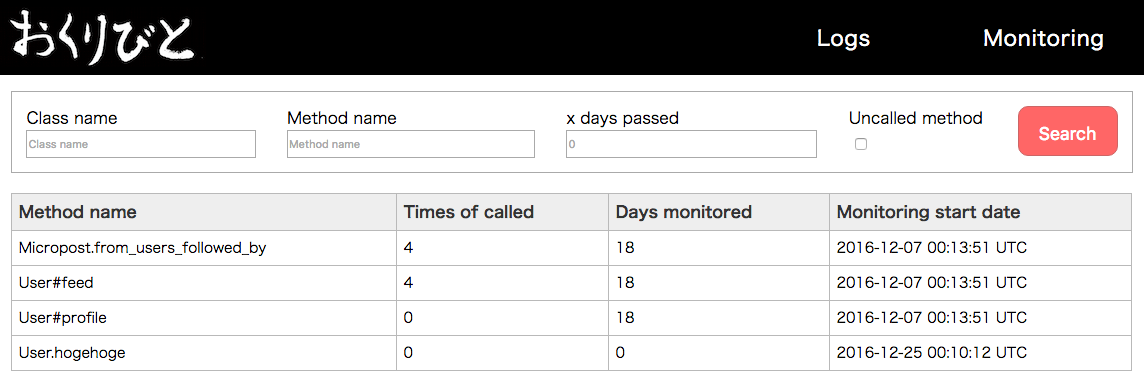 おくりびと
Logs Monitoring
Class name Method name x days passed Uncalled method
Class name Method name 0 Search
Method name Times of called Days monitored Monitoring start date
Micropost.from_users_followed_by 4 18 2016-12-07 00:13:51 UTC
User#feed 4 18 2016-12-07 00:13:51 UTC
User#profile 0 18 2016-12-07 00:13:51 UTC
User.hogehoge 0 0 2016-12-25 00:10:12 UTC